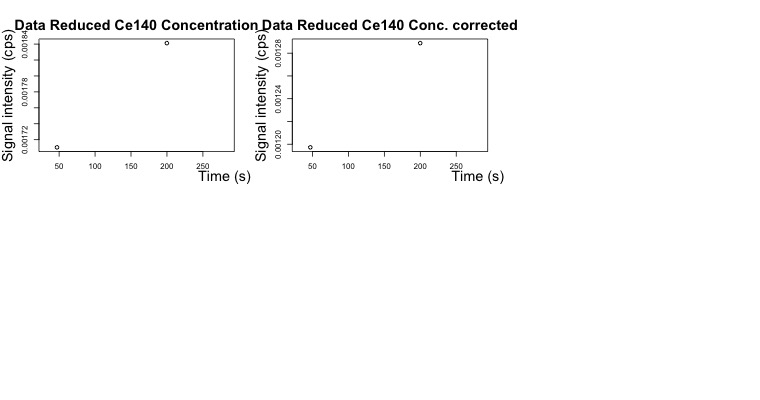 Data Reduced Ce140 Concentration
Signal intensity (cps)
0.00184
0.00178
0.00172
50 100 150 200 250
Time (s)
Data Reduced Ce140 Conc. corrected
Signal intensity (cps)
0.00128
0.00124
0.00120
50 100 150 200 250
Time (s)